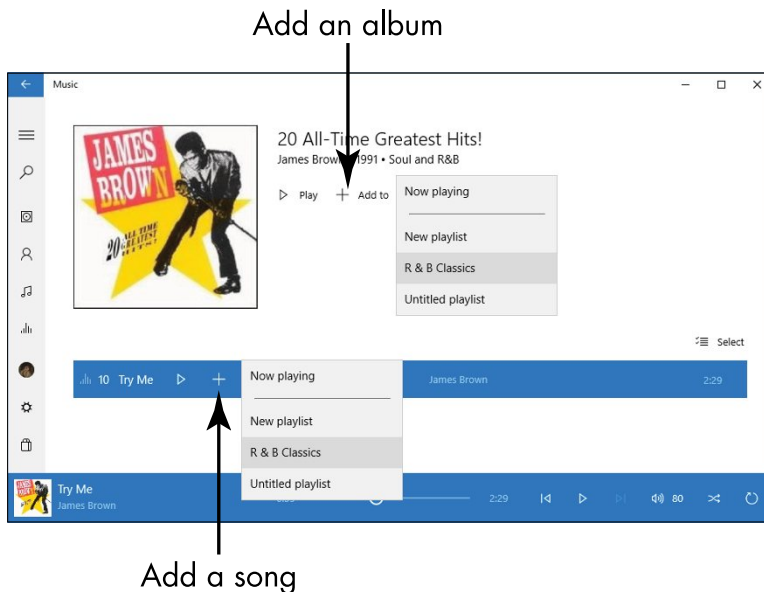 Add an album
Music
JAMES
BROWN
20 ALL TIME
GREATEST
HITS!
20 All-Time Greatest Hits!
James Brown 1991 • Soul and R&B
Play Add to
Now playing
New playlist
R & B Classics
Untitled playlist
Select
10 Try Me James Brown 2:29
Now playing
New playlist
R & B Classics
Untitled playlist
Try Me
James Brown
2:29 80
Add a song